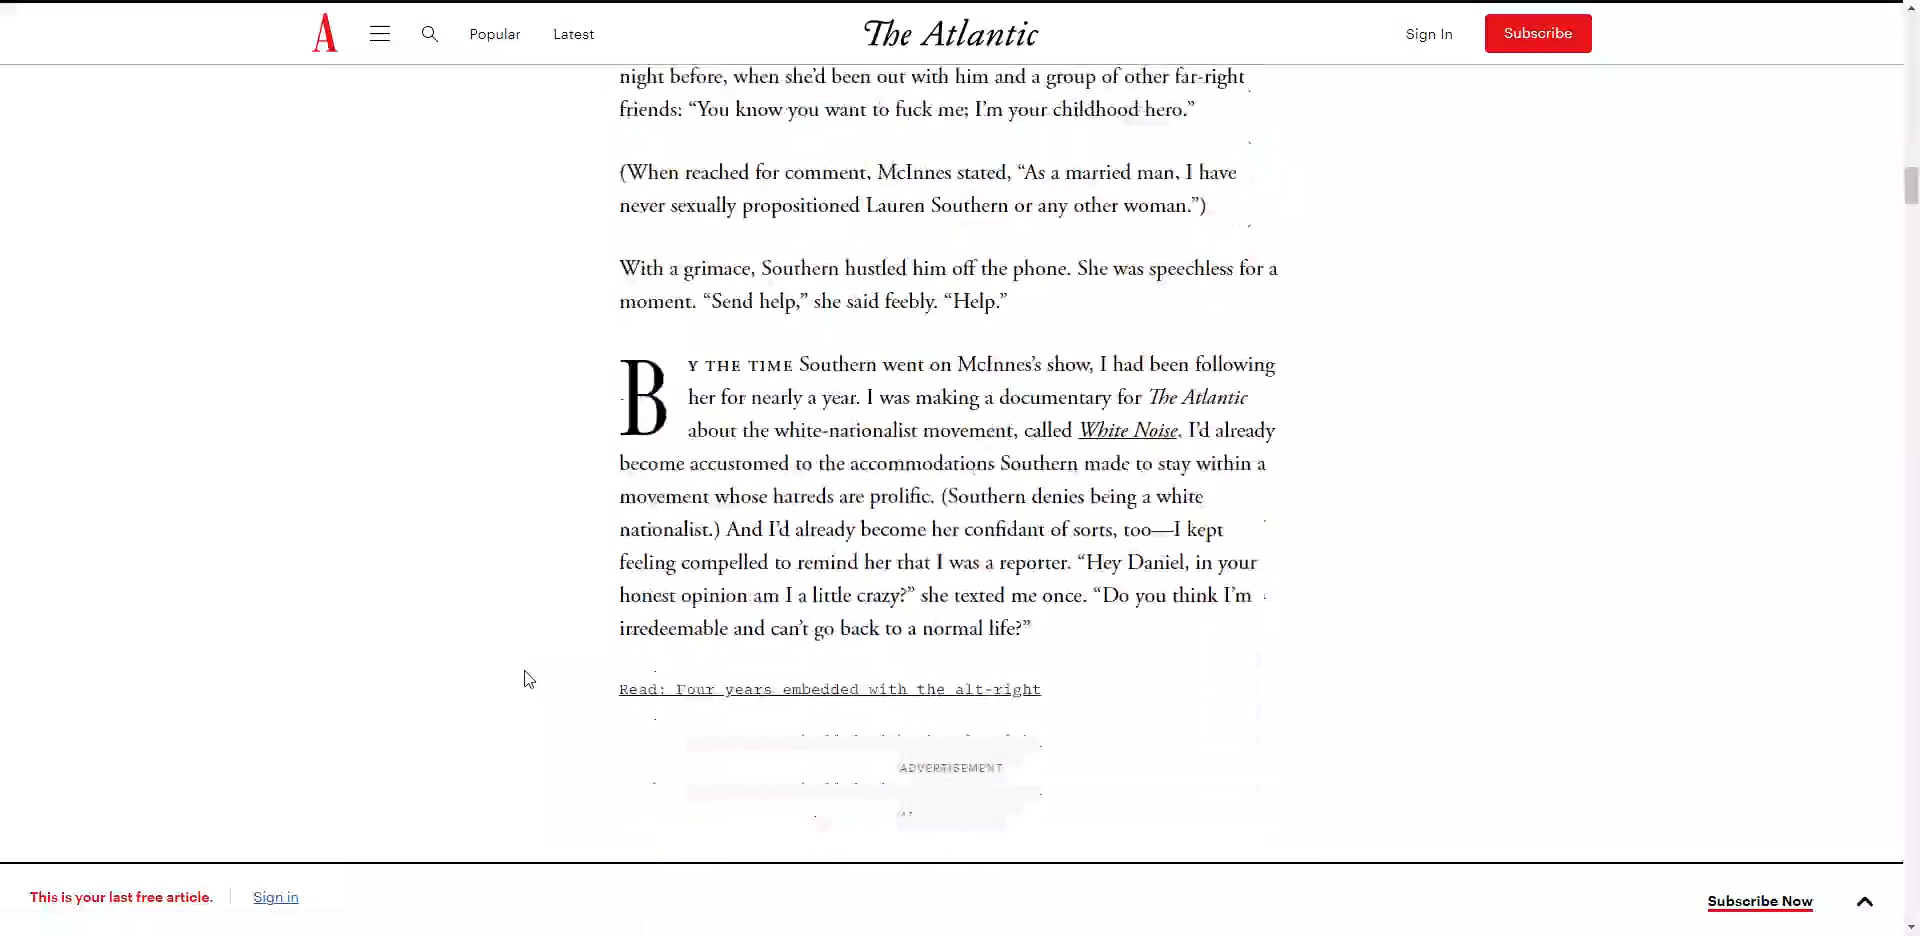 A
Popular
Latest
The Atlantic
Sign In
Subscribe
night before, when she’d been out with him and a group of other far-right
friends: “You know you want to fuck me; I’m your childhood hero.”
(When reached for comment, McInnes stated, “As a married man, I have
never sexually propositioned Lauren Southern or any other woman.”)
With a grimace, Southern hustled him off the phone. She was speechless for a
moment. “Send help,” she said feebly. “Help.”
BY THE TIME Southern went on McInnes’s show, I had been following
her for nearly a year. I was making a documentary for The Atlantic
about the white-nationalist movement, called White Noise. I’d already
become accustomed to the accommodations Southern made to stay within a
movement whose hatreds are prolific. (Southern denies being a white
nationalist.) And I’d already become her confidant of sorts, too—I kept
feeling compelled to remind her that I was a reporter. “Hey Daniel, in your
honest opinion am I a little crazy?” she texted me once. “Do you think I’m
irredeemable and can’t go back to a normal life?”
Read: Four years embedded with the alt-right
ADVERTISEMENT
This is your last free article.
Sign in
Subscribe Now